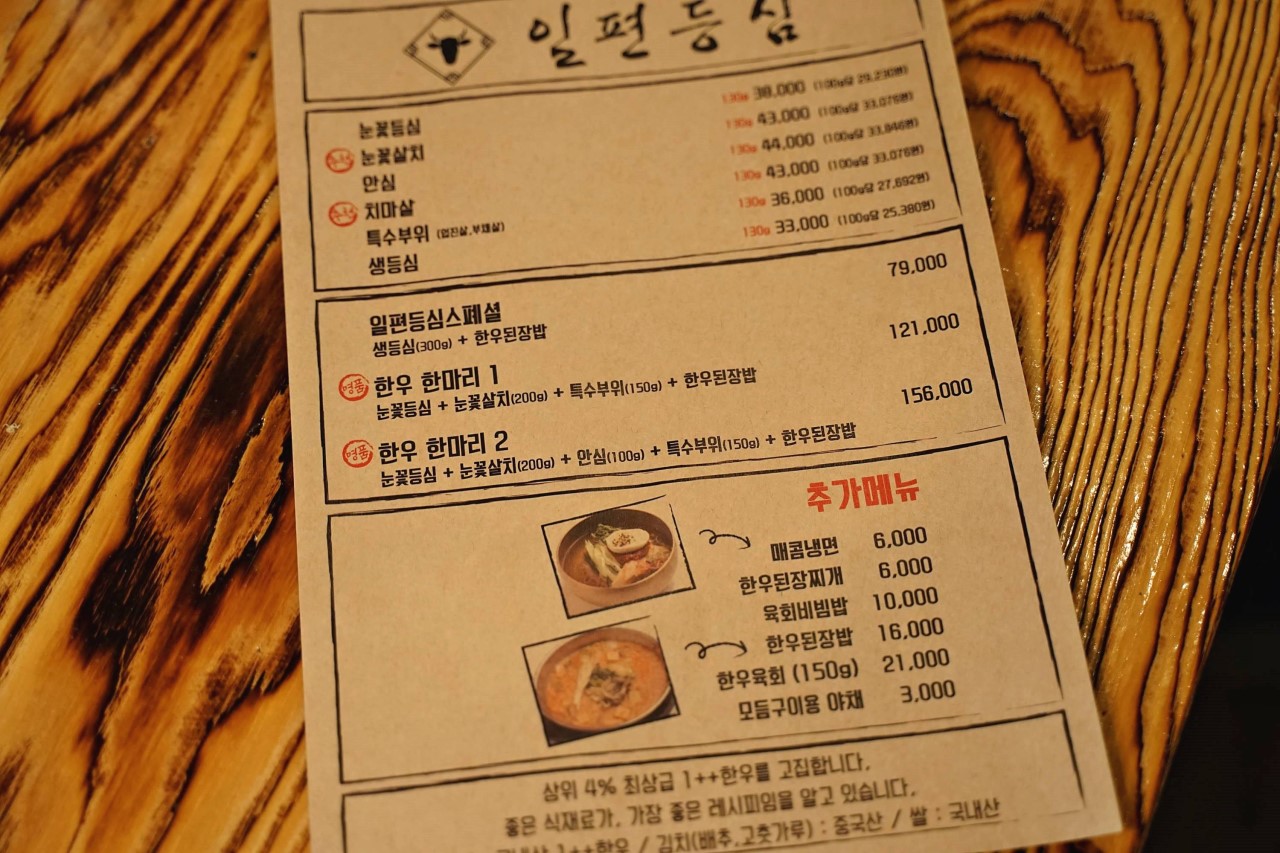 일편등심
눈꽃등심 130g 38,000 (100g당 29,230원)
추천 눈꽃살치 130g 43,000 (100g당 33,076원)
안심 130g 44,000 (100g당 33,846원)
추천 치마살 130g 43,000 (100g당 33,076원)
특수부위 (업진살,부채살) 130g 36,000 (100g당 27,692원)
생등심 130g 33,000 (100g당 25,380원)
일편등심스페셜 79,000
생등심(300g) + 한우된장밥
명품 한우 한마리 1 121,000
눈꽃등심 + 눈꽃살치(200g) + 특수부위(150g) + 한우된장밥
명품 한우 한마리 2 156,000
눈꽃등심 + 눈꽃살치(200g) + 안심(100g) + 특수부위(150g) + 한우된장밥
추가메뉴
매콤냉면 6,000
한우된장찌개 6,000
육회비빔밥 10,000
한우된장밥 16,000
한우육회 (150g) 21,000
모듬구이용 야채 3,000
상위 4% 최상급 1++한우를 고집합니다.
좋은 식재료가, 가장 좋은 레시피임을 알고 있습니다.
1++한우 / 김치(배추,고춧가루) : 중국산 / 쌀 : 국내산